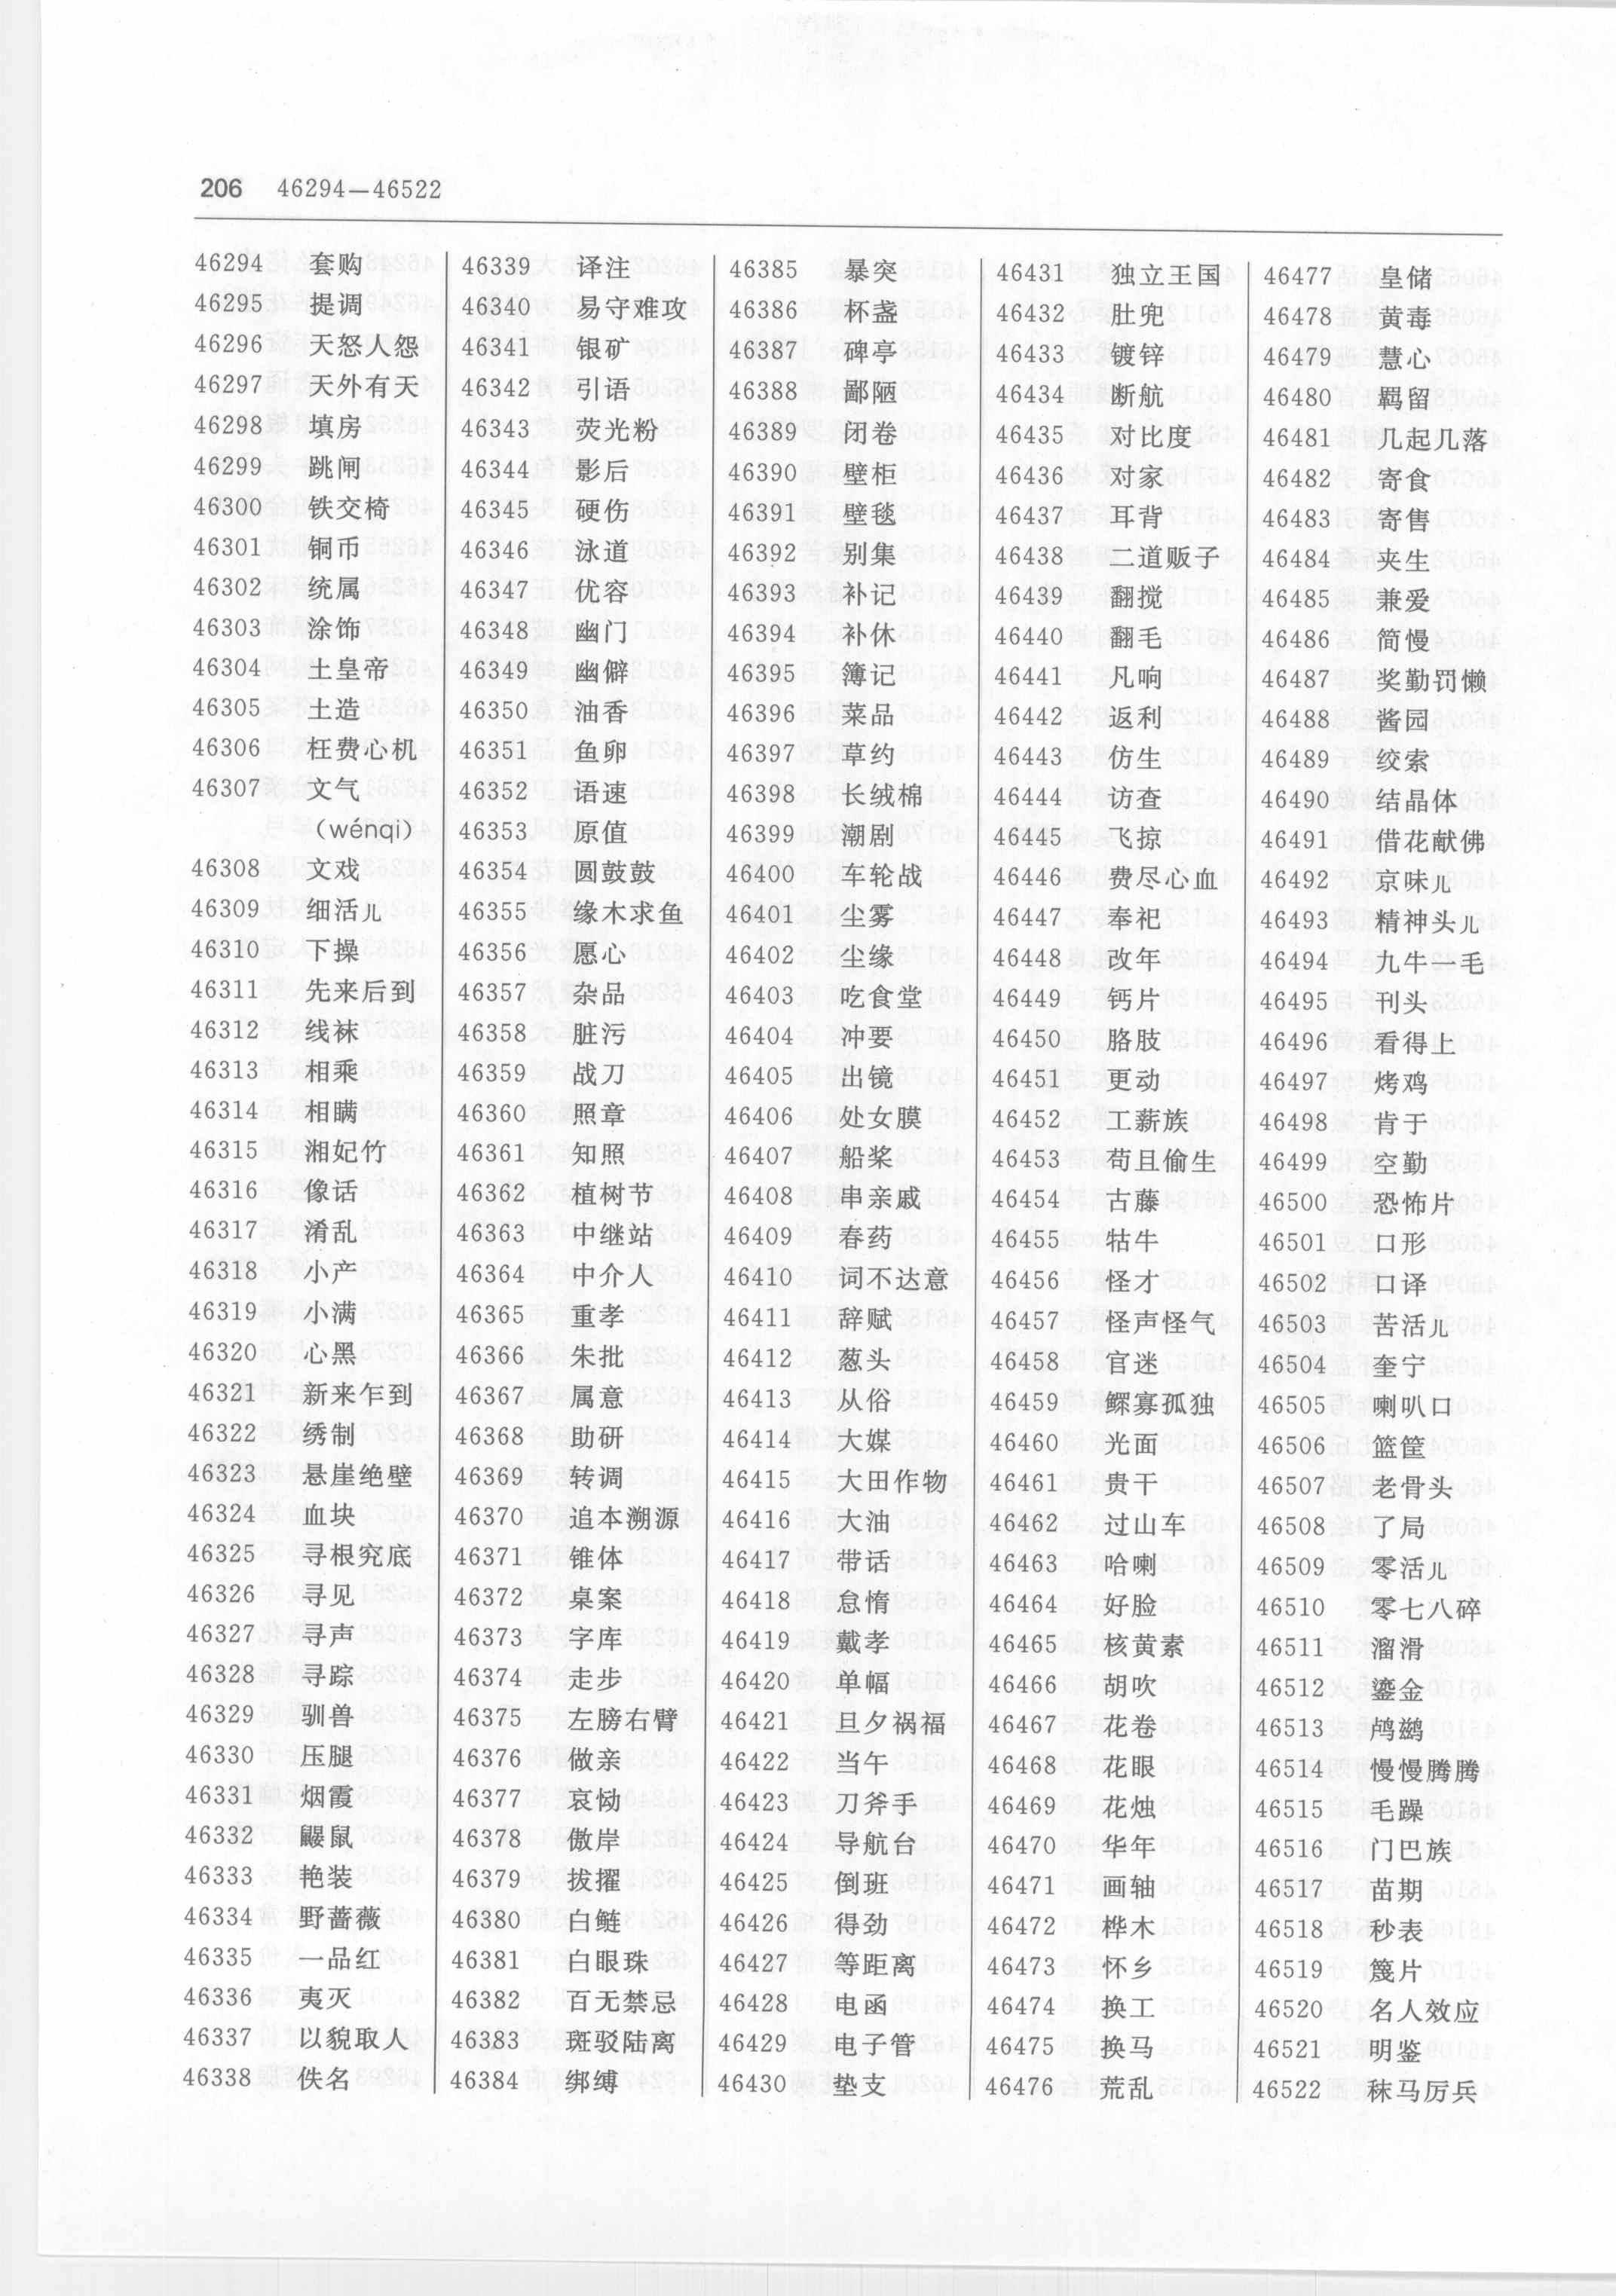 206 46294—46522
46294 套购
46295 提调
46296 天怒人怨
46297 天外有天
46298 填房
46299 跳闸
46300 铁交椅
46301 铜币
46302 统属
46303 涂饰
46304 土皇帝
46305 土造
46306 枉费心机
46307 文气
(wénqi)
46308 文戏
46309 细活儿
46310 下操
46311 先来后到
46312 线袜
46313 相乘
46314 相瞒
46315 湘妃竹
46316 像话
46317 淆乱
46318 小产
46319 小满
46320 心黑
46321 新来乍到
46322 绣制
46323 悬崖绝壁
46324 血块
46325 寻根究底
46326 寻见
46327 寻声
46328 寻踪
46329 驯兽
46330 压腿
46331 烟霞
46332 鼹鼠
46333 艳装
46334 野蔷薇
46335 一品红
46336 夷灭
46337 以貌取人
46338 佚名
46339 译注
46340 易守难攻
46341 银矿
46342 引语
46343 荧光粉
46344 影后
46345 硬伤
46346 泳道
46347 优容
46348 幽门
46349 幽僻
46350 油香
46351 鱼卵
46352 语速
46353 原值
46354 圆鼓鼓
46355 缘木求鱼
46356 愿心
46357 杂品
46358 脏污
46359 战刀
46360 照章
46361 知照
46362 植树节
46363 中继站
46364 中介人
46365 重孝
46366 朱批
46367 属意
46368 助研
46369 转调
46370 追本溯源
46371 锥体
46372 桌案
46373 字库
46374 走步
46375 左膀右臂
46376 做亲
46377 哀恸
46378 傲岸
46379 拔擢
46380 白鲢
46381 白眼珠
46382 百无禁忌
46383 斑驳陆离
46384 绑缚
46385 暴突
46386 杯盏
46387 碑亭
46388 鄙陋
46389 闭卷
46390 壁柜
46391 壁毯
46392 别集
46393 补记
46394 补休
46395 簿记
46396 菜品
46397 草约
46398 长绒棉
46399 潮剧
46400 车轮战
46401 尘雾
46402 尘缘
46403 吃食堂
46404 冲要
46405 出镜
46406 处女膜
46407 船桨
46408 串亲戚
46409 春药
46410 词不达意
46411 辞赋
46412 葱头
46413 从俗
46414 大媒
46415 大田作物
46416 大油
46417 带话
46418 怠惰
46419 戴孝
46420 单幅
46421 旦夕祸福
46422 当午
46423 刀斧手
46424 导航台
46425 倒班
46426 得劲
46427 等距离
46428 电函
46429 电子管
46430 垫支
46431 独立王国
46432 肚兜
46433 镀锌
46434 断航
46435 对比度
46436 对家
46437 耳背
46438 二道贩子
46439 翻搅
46440 翻毛
46441 凡响
46442 返利
46443 仿生
46444 访查
46445 飞掠
46446 费尽心血
46447 奉祀
46448 改年
46449 钙片
46450 胳肢
46451 更动
46452 工薪族
46453 苟且偷生
46454 古藤
46455 牯牛
46456 怪才
46457 怪声怪气
46458 官迷
46459 鳏寡孤独
46460 光面
46461 贵干
46462 过山车
46463 哈喇
46464 好脸
46465 核黄素
46466 胡吹
46467 花卷
46468 花眼
46469 花烛
46470 华年
46471 画轴
46472 桦木
46473 怀乡
46474 换工
46475 换马
46476 荒乱
46477 皇储
46478 黄毒
46479 慧心
46480 羁留
46481 几起几落
46482 寄食
46483 寄售
46484 夹生
46485 兼爱
46486 简慢
46487 奖勤罚懒
46488 酱园
46489 绞索
46490 结晶体
46491 借花献佛
46492 京味儿
46493 精神头儿
46494 九牛一毛
46495 刊头
46496 看得上
46497 烤鸡
46498 肯于
46499 空勤
46500 恐怖片
46501 口形
46502 口译
46503 苦活儿
46504 奎宁
46505 喇叭口
46506 篮筐
46507 老骨头
46508 了局
46509 零活儿
46510 零七八碎
46511 溜滑
46512 鎏金
46513 鸬鹚
46514 慢慢腾腾
46515 毛躁
46516 门巴族
46517 苗期
46518 秒表
46519 篾片
46520 名人效应
46521 明鉴
46522 秣马厉兵